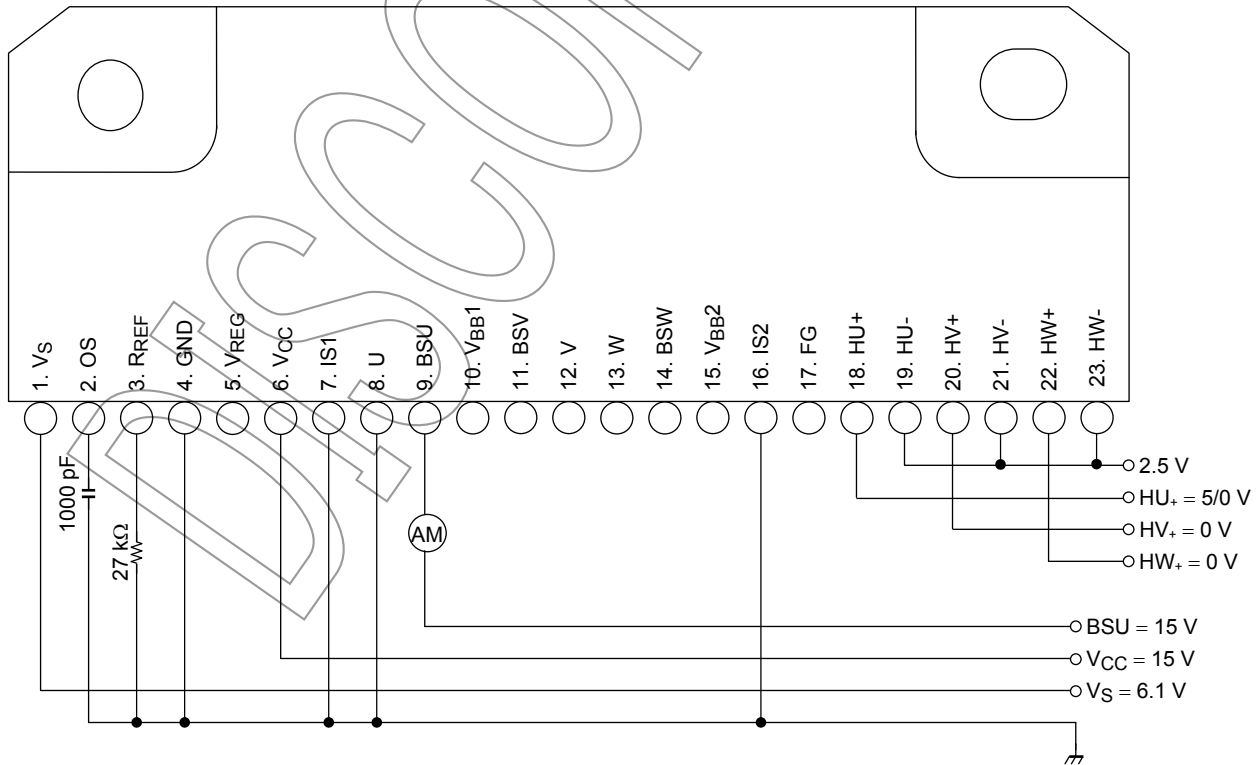 DISCO
1. VS
2. OS
3. RREF
4. GND
5. VREG
6. VCC
7. IS1
8. U
9. BSU
10. VBB1
11. BSV
12. V
13. W
14. BSW
15. VBB2
16. IS2
17. FG
18. HU+
19. HU-
20. HV+
21. HV-
22. HW+
23. HW-
1000 pF
27 kΩ
AM
2.5 V
HU+ = 5/0 V
HV+ = 0 V
HW+ = 0 V
BSU = 15 V
VCC = 15 V
VS = 6.1 V